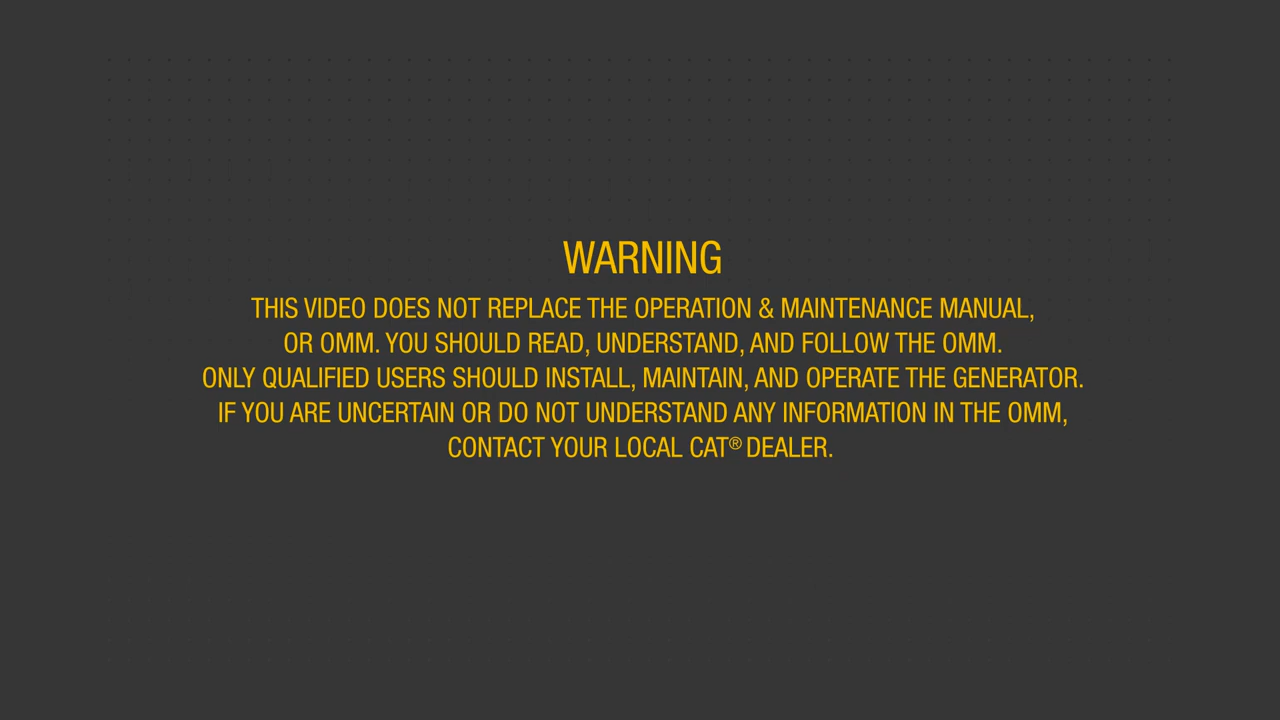 WARNING
THIS VIDEO DOES NOT REPLACE THE OPERATION & MAINTENANCE MANUAL,
OR OMM. YOU SHOULD READ, UNDERSTAND, AND FOLLOW THE OMM.
ONLY QUALIFIED USERS SHOULD INSTALL, MAINTAIN, AND OPERATE THE GENERATOR.
IF YOU ARE UNCERTAIN OR DO NOT UNDERSTAND ANY INFORMATION IN THE OMM,
CONTACT YOUR LOCAL CAT® DEALER.